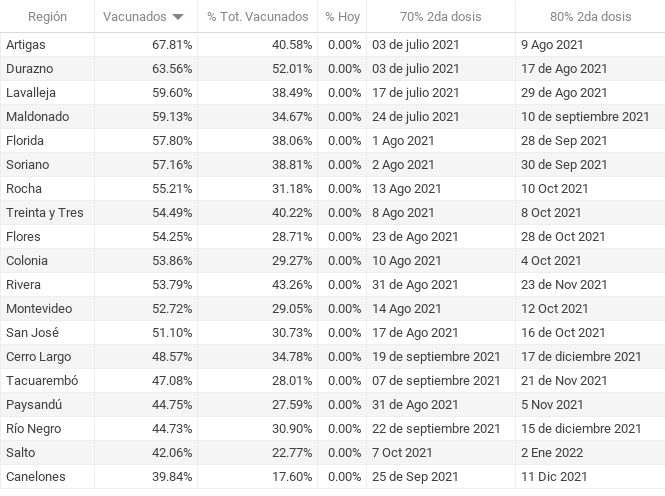 Región Vacunados % Tot. Vacunados % Hoy 70% 2da dosis 80% 2da dosis
Artigas 67.81% 40.58% 0.00% 03 de julio 2021 9 Ago 2021
Durazno 63.56% 52.01% 0.00% 03 de julio 2021 17 de Ago 2021
Lavalleja 59.60% 38.49% 0.00% 17 de julio 2021 29 de Ago 2021
Maldonado 59.13% 34.67% 0.00% 24 de julio 2021 10 de septiembre 2021
Florida 57.80% 38.06% 0.00% 1 Ago 2021 28 de Sep 2021
Soriano 57.16% 38.81% 0.00% 2 Ago 2021 30 de Sep 2021
Rocha 55.21% 31.18% 0.00% 13 Ago 2021 10 Oct 2021
Treinta y Tres 54.49% 40.22% 0.00% 8 Ago 2021 8 Oct 2021
Flores 54.25% 28.71% 0.00% 23 de Ago 2021 28 de Oct 2021
Colonia 53.86% 29.27% 0.00% 10 Ago 2021 4 Oct 2021
Rivera 53.79% 43.26% 0.00% 31 de Ago 2021 23 de Nov 2021
Montevideo 52.72% 29.05% 0.00% 14 Ago 2021 12 Oct 2021
San José 51.10% 30.73% 0.00% 17 de Ago 2021 16 de Oct 2021
Cerro Largo 48.57% 34.78% 0.00% 19 de septiembre 2021 17 de diciembre 2021
Tacuarembó 47.08% 28.01% 0.00% 07 de septiembre 2021 21 de Nov 2021
Paysandú 44.75% 27.59% 0.00% 31 de Ago 2021 5 Nov 2021
Río Negro 44.73% 30.90% 0.00% 22 de septiembre 2021 15 de diciembre 2021
Salto 42.06% 22.77% 0.00% 7 Oct 2021 2 Ene 2022
Canelones 39.84% 17.60% 0.00% 25 de Sep 2021 11 Dic 2021